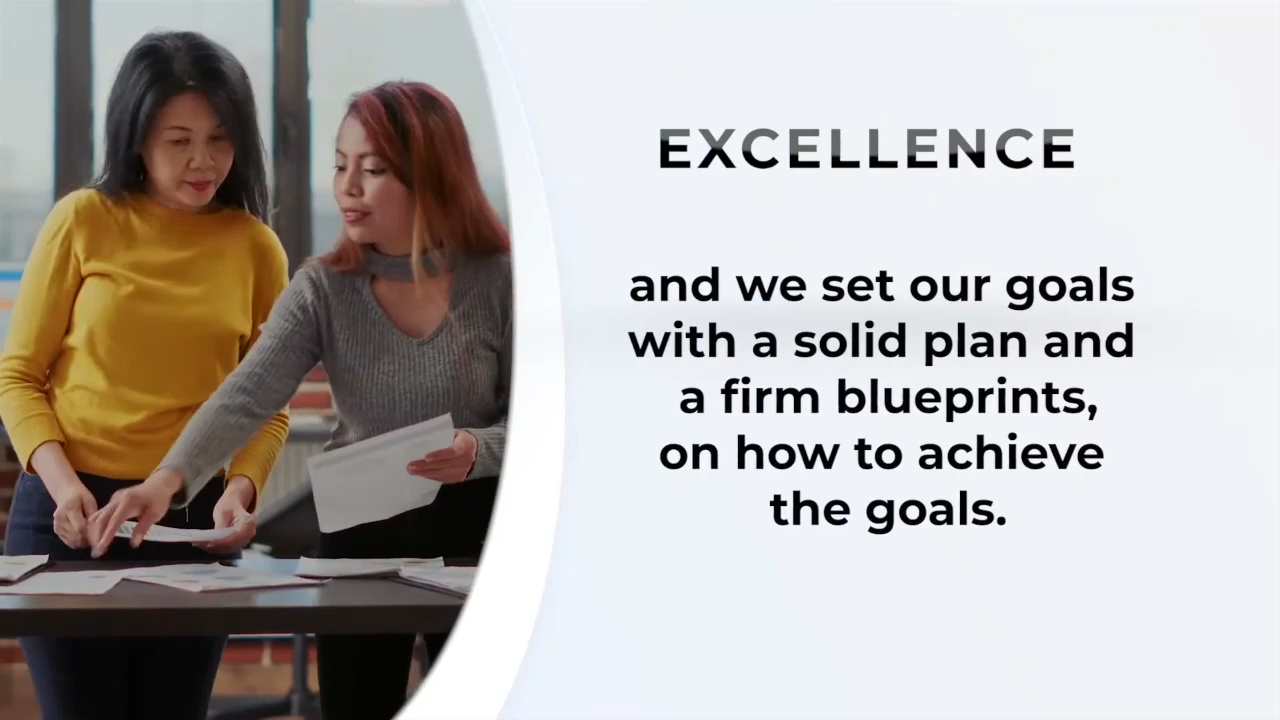 EXCELLENCE
and we set our goals
with a solid plan and
a firm blueprints,
on how to achieve
the goals.